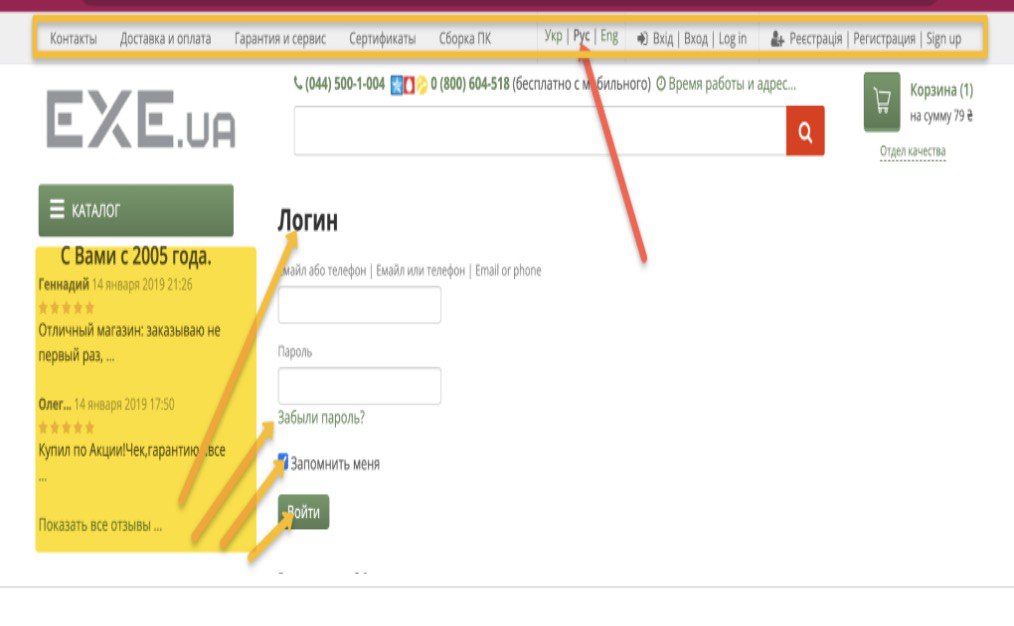 Контакты Доставка и оплата Гарантия и сервис Сертификаты Сборка ПК Укр | Рус | Eng Вхід | Вход | Log in Реєстрація | Регистрация | Sign up
(044) 500-1-004 0 (800) 604-518 (бесплатно с мобильного) Время работы и адрес...
EXE.UA
Корзина (1)
на сумму 79 ₴
Отдел качества
КАТАЛОГ
Логин
С Вами с 2005 года.
Геннадий 14 января 2019 21:26
Отличный магазин: заказываю не
первый раз, ...
Олег... 14 января 2019 17:50
Купил по Акции!Чек,гарантию..все
...
Показать все отзывы ...
Емайл або телефон | Емайл или телефон | Email or phone
Пароль
Забыли пароль?
Запомнить меня
Войти